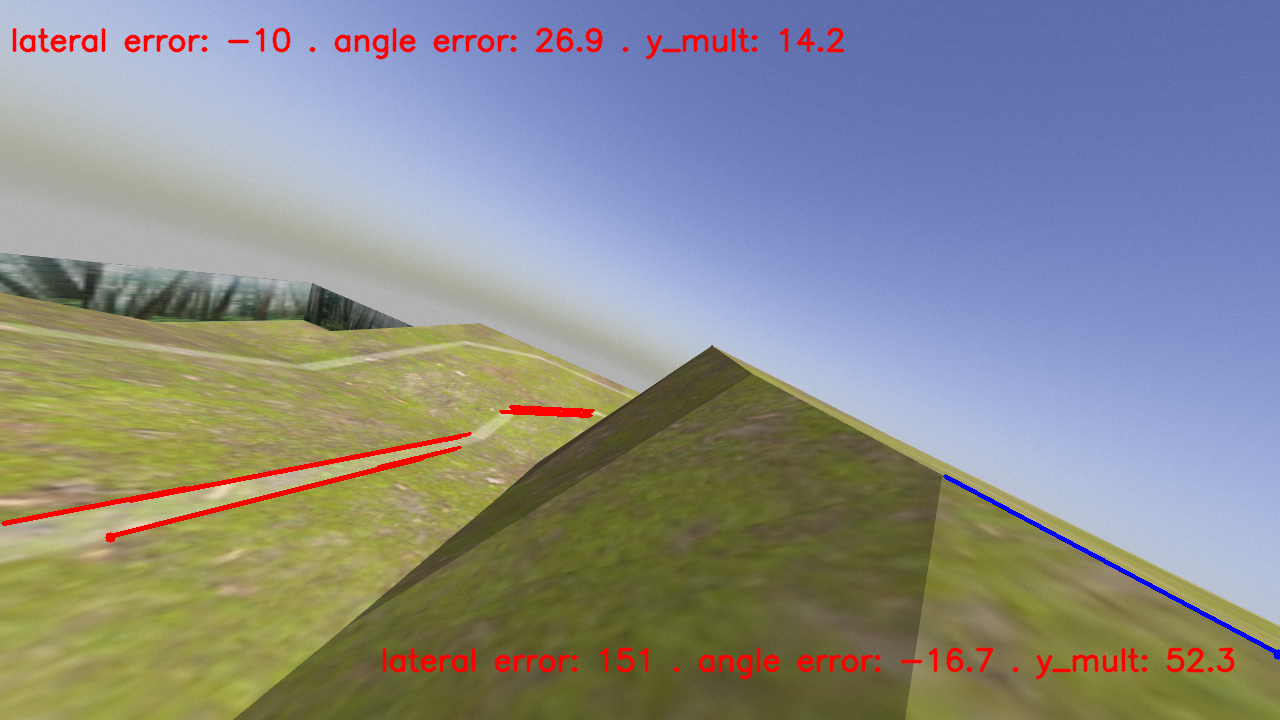 lateral error: -10 . angle error: 26.9 . y_mult: 14.2
lateral error: 151 . angle error: -16.7 . y_mult: 52.3